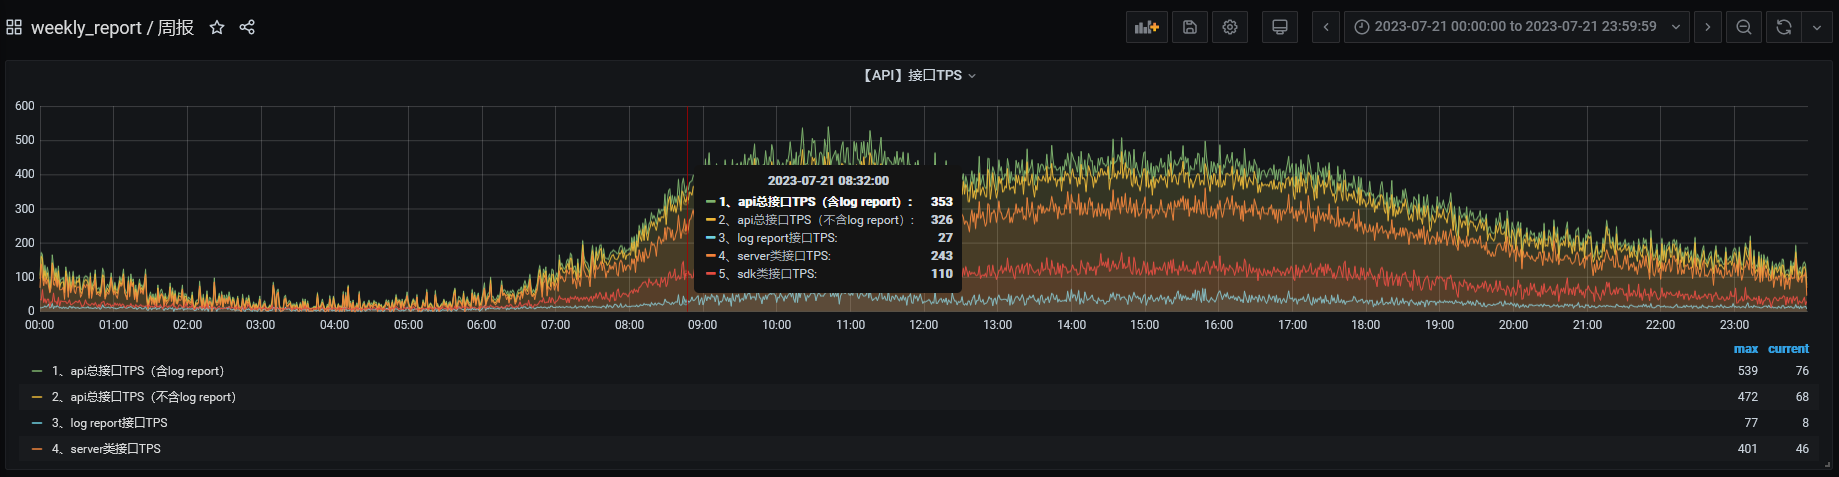 weekly_report / 周报
2023-07-21 00:00:00 to 2023-07-21 23:59:59
【API】接口TPS
600
500
400
300
200
100
0
00:00 01:00 02:00 03:00 04:00 05:00 06:00 07:00 08:00 09:00 10:00 11:00 12:00 13:00 14:00 15:00 16:00 17:00 18:00 19:00 20:00 21:00 22:00 23:00
2023-07-21 08:32:00
1、api总接口TPS（含log report）: 353
2、api总接口TPS（不含log report）: 326
3、log report接口TPS: 27
4、server类接口TPS: 243
5、sdk类接口TPS: 110
max current
1、api总接口TPS（含log report） 539 76
2、api总接口TPS（不含log report） 472 68
3、log report接口TPS 77 8
4、server类接口TPS 401 46